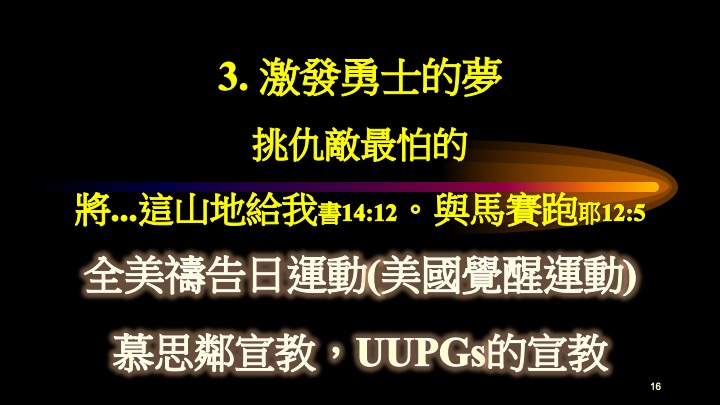 3. 激發勇士的夢
挑仇敵最怕的
將...這山地給我書14:12。與馬賽跑耶12:5
全美禱告日運動(美國覺醒運動)
慕思鄰宣教，UUPGs的宣教
16